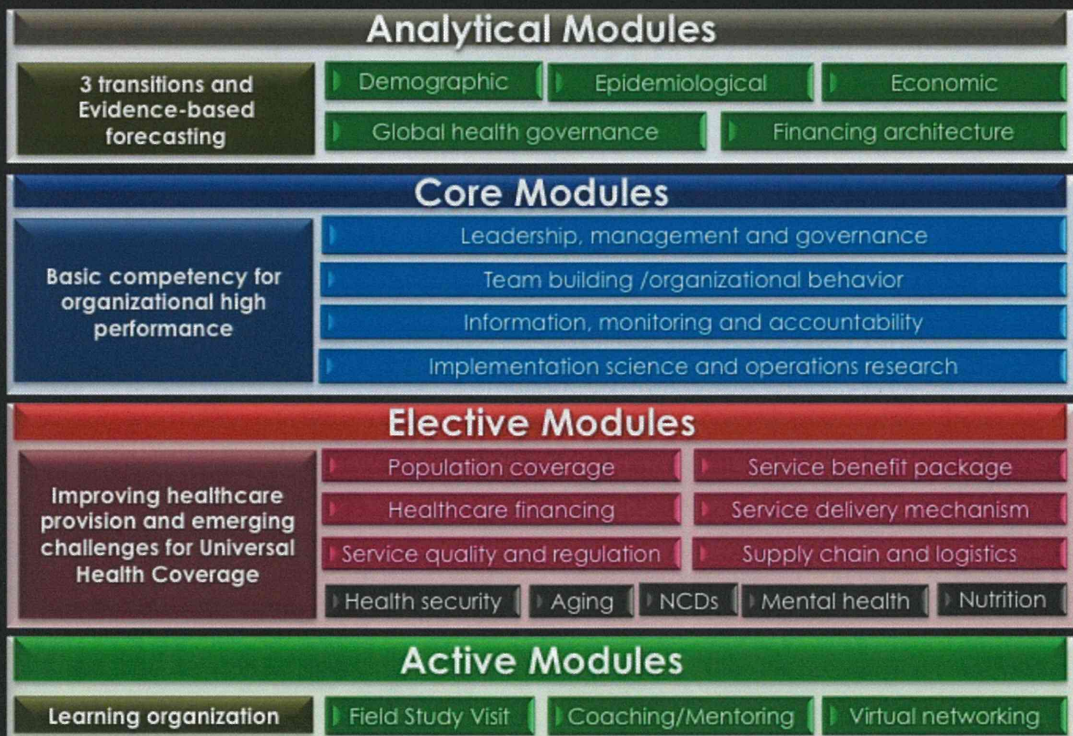 Analytical Modules
3 transitions and
Evidence-based
forecasting
Demographic
Epidemiological
Economic
Global health governance
Financing architecture
Core Modules
Basic competency for
organizational high
performance
Leadership, management and governance
Team building /organizational behavior
Information, monitoring and accountability
Implementation science and operations research
Elective Modules
Improving healthcare
provision and emerging
challenges for Universal
Health Coverage
Population coverage
Service benefit package
Healthcare financing
Service delivery mechanism
Service quality and regulation
Supply chain and logistics
Health security
Aging
NCDs
Mental health
Nutrition
Active Modules
Learning organization
Field Study Visit
Coaching/Mentoring
Virtual networking